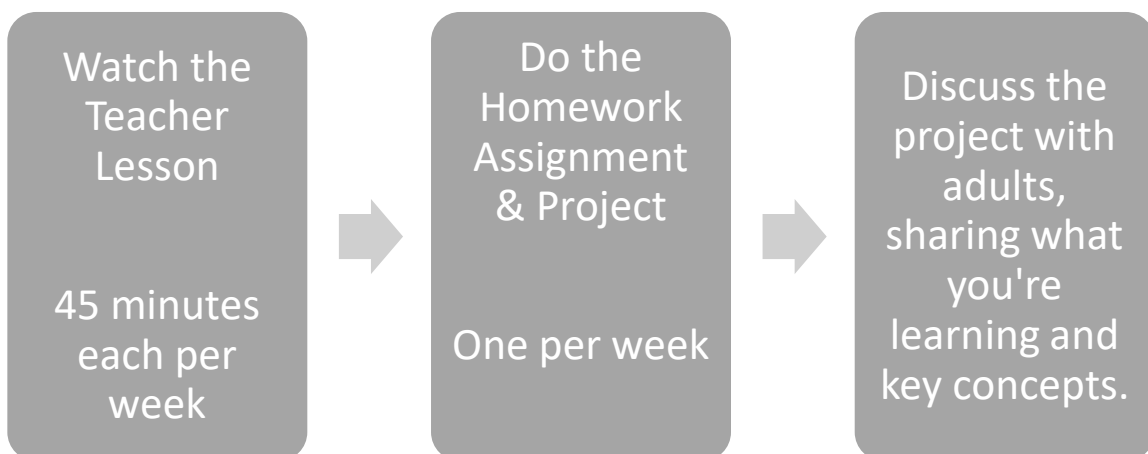 Watch the
Teacher
Lesson
45 minutes
each per
week
Do the
Homework
Assignment
& Project
One per week
Discuss the
project with
adults,
sharing what
you're
learning and
key concepts.